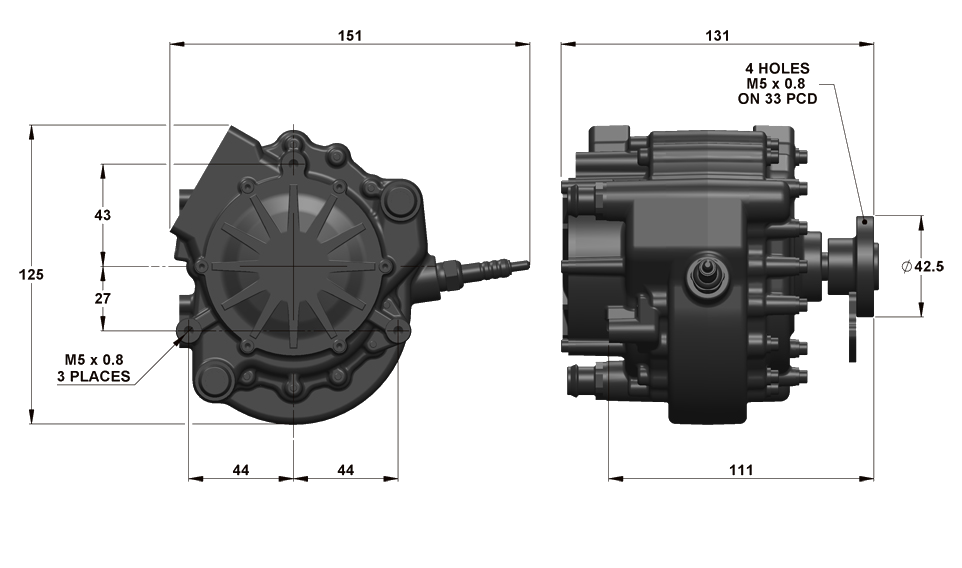 151
131
4 HOLES
M5 x 0.8
ON 33 PCD
43
125
27
∅42.5
M5 x 0.8
3 PLACES
44
44
111